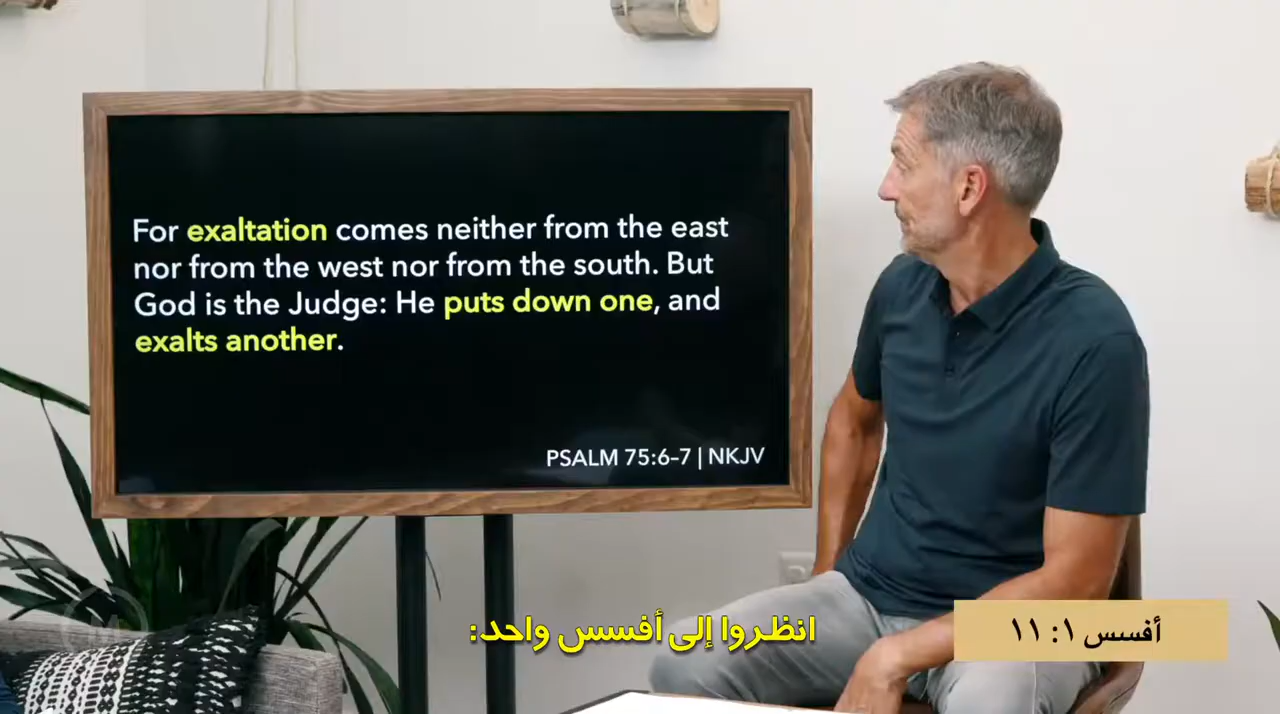 For exaltation comes neither from the east
nor from the west nor from the south. But
God is the Judge: He puts down one, and
exalts another.
PSALM 75:6-7 | NKJV
انظروا إلى أفسس واحد:
أفسس ١: ١١